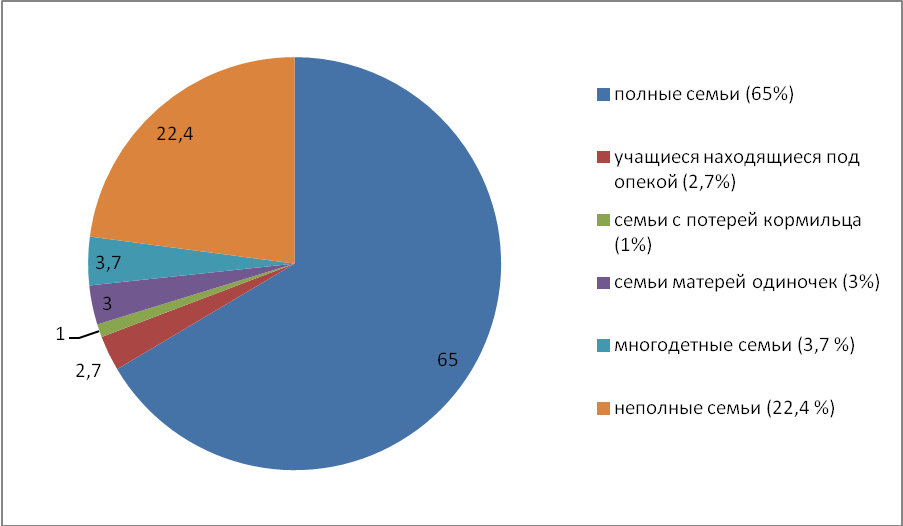 22,4
3,7
3
1
2,7
65
полные семьи (65%)
учащиеся находящиеся под
опекой (2,7%)
семьи с потерей кормильца
(1%)
семьи матерей одиночек (3%)
многодетные семьи (3,7 %)
неполные семьи (22,4 %)